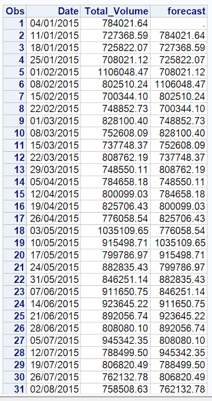 Obs Date Total_Volume forecast
1 04/01/2015 784021.64 .
2 11/01/2015 727368.59 784021.64
3 18/01/2015 725822.07 727368.59
4 25/01/2015 708021.12 725822.07
5 01/02/2015 1106048.47 708021.12
6 08/02/2015 802510.24 1106048.47
7 15/02/2015 700344.10 802510.24
8 22/02/2015 748852.73 700344.10
9 01/03/2015 828100.40 748852.73
10 08/03/2015 752608.09 828100.40
11 15/03/2015 737748.37 752608.09
12 22/03/2015 808762.19 737748.37
13 29/03/2015 748550.11 808762.19
14 05/04/2015 784658.18 748550.11
15 12/04/2015 800099.03 784658.18
16 19/04/2015 825706.43 800099.03
17 26/04/2015 776058.54 825706.43
18 03/05/2015 1035109.65 776058.54
19 10/05/2015 915498.71 1035109.65
20 17/05/2015 799786.97 915498.71
21 24/05/2015 882835.43 799786.97
22 31/05/2015 846251.14 882835.43
23 07/06/2015 911650.75 846251.14
24 14/06/2015 923645.22 911650.75
25 21/06/2015 892056.74 923645.22
26 28/06/2015 808080.10 892056.74
27 05/07/2015 945342.35 808080.10
28 12/07/2015 788499.50 945342.35
29 19/07/2015 806820.49 788499.50
30 26/07/2015 762132.78 806820.49
31 02/08/2015 758508.63 762132.78